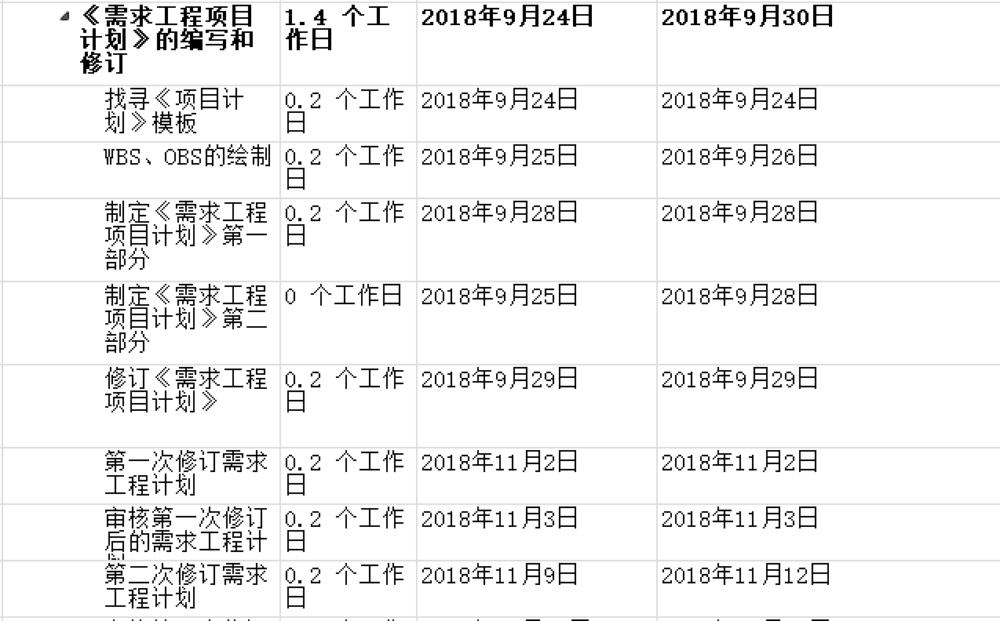 《需求工程项目
计划》的编写和
修订
1.4 个工
作日
2018年9月24日
2018年9月30日
找寻《项目计
划》模板
0.2 个工作
日
2018年9月24日
2018年9月24日
WBS、OBS的绘制
0.2 个工作
日
2018年9月25日
2018年9月26日
制定《需求工程
项目计划》第一
部分
0.2 个工作
日
2018年9月28日
2018年9月28日
制定《需求工程
项目计划》第二
部分
0 个工作日
2018年9月25日
2018年9月28日
修订《需求工程
项目计划》
0.2 个工作
日
2018年9月29日
2018年9月29日
第一次修订需求
工程计划
0.2 个工作
日
2018年11月2日
2018年11月2日
审核第一次修订
后的需求工程计
0.2 个工作
日
2018年11月3日
2018年11月3日
第二次修订需求
工程计划
0.2 个工作
日
2018年11月9日
2018年11月12日